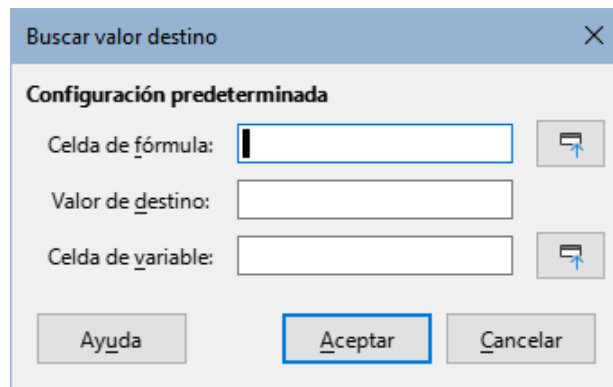 Buscar valor destino
Configuración predeterminada
Celda de fórmula:
Valor de destino:
Celda de variable:
Ayuda Aceptar Cancelar